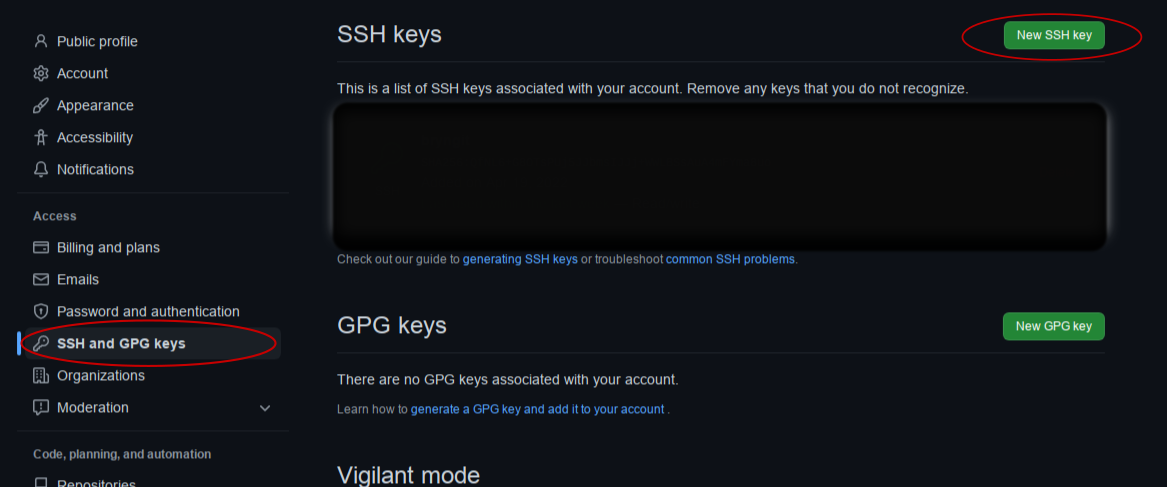 Public profile
Account
Appearance
Accessibility
Notifications
Access
Billing and plans
Emails
Password and authentication
SSH and GPG keys
Organizations
Moderation
Code, planning, and automation
Repositories
SSH keys
New SSH key
This is a list of SSH keys associated with your account. Remove any keys that you do not recognize.
Check out our guide to generating SSH keys or troubleshoot common SSH problems.
GPG keys
New GPG key
There are no GPG keys associated with your account.
Learn how to generate a GPG key and add it to your account .
Vigilant mode